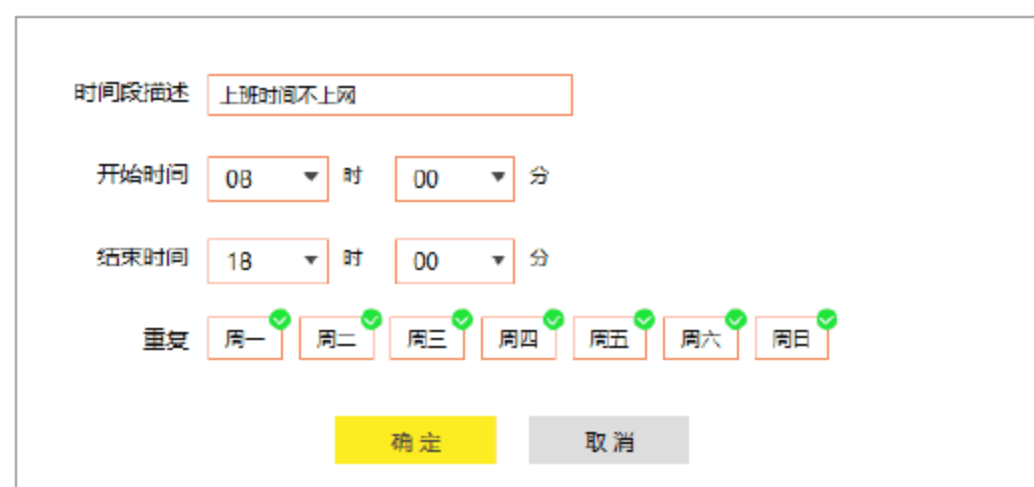 时间段描述 上班时间不上网
开始时间 08 时 00 分
结束时间 18 时 00 分
重复 周一 周二 周三 周四 周五 周六 周日
确定 取消